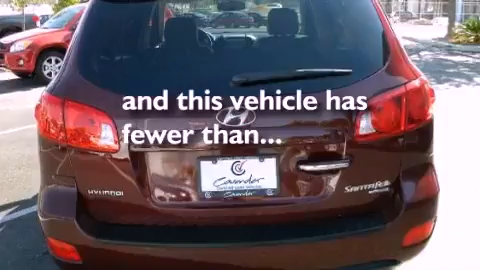 and this vehicle has
fewer than...
Cavender
HYUNDAI
Santa Fe